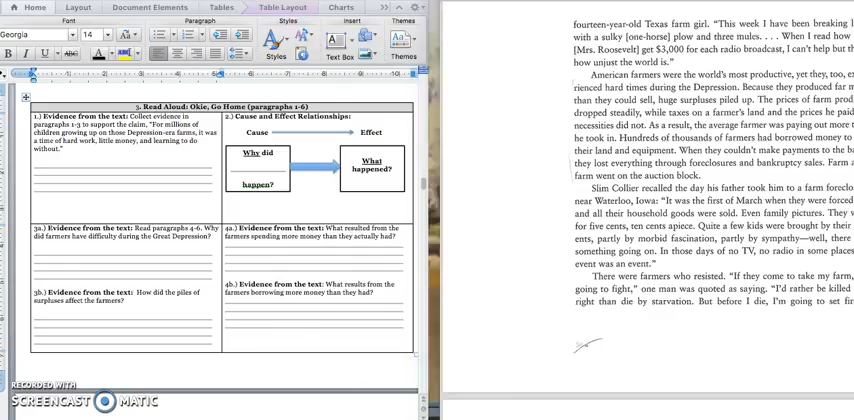 Home Layout Document Elements Tables Table Layout Charts
Font Paragraph Styles Insert Themes
Georgia 14
B I U ABC
Styles Text Box Themes
3. Read Aloud: Okie, Go Home (paragraphs 1-6)
1.) Evidence from the text: Collect evidence in
paragraphs 1-3 to support the claim, "For millions of
children growing up on those Depression-era farms, it was
a time of hard work, little money, and learning to do
without."
2.) Cause and Effect Relationships:
Cause Effect
Why did
happen?
What
happened?
3a.) Evidence from the text: Read paragraphs 4-6. Why
did farmers have difficulty during the Great Depression?
4a.) Evidence from the text: What resulted from the
farmers spending more money than they actually had?
3b.) Evidence from the text: How did the piles of
surpluses affect the farmers?
4b.) Evidence from the text: What results from the
farmers borrowing more money than they had?
RECORDED WITH
SCREENCAST MATIC
fourteen-year-old Texas farm girl. "This week I have been breaking
with a sulky [one-horse] plow and three mules. . . . When I read how
[Mrs. Roosevelt] get $3,000 for each radio broadcast, I can't help but
how unjust the world is."
American farmers were the world's most productive, yet they, too,
rienced hard times during the Depression. Because they produced far
than they could sell, huge surpluses piled up. The prices of farm
dropped steadily, while taxes on a farmer's land and the prices he
necessities did not. As a result, the average farmer was paying out more
he took in. Hundreds of thousands of farmers had borrowed money to
their land and equipment. When they couldn't make payments to the
they lost everything through foreclosures and bankruptcy sales. Farm
farm went on the auction block.
Slim Collier recalled the day his father took him to a farm
near Waterloo, Iowa: "It was the first of March when they were forced
and all their household goods were sold. Even family pictures. They
for five cents, ten cents apiece. Quite a few kids were brought by their
ents, partly by morbid fascination, partly by sympathy—well, there
something going on. In those days of no TV, no radio in some places,
event was an event."
There were farmers who resisted. "If they come to take my farm,
going to fight," one man was quoted as saying. "I'd rather be killed
right than die by starvation. But before I die, I'm going to set